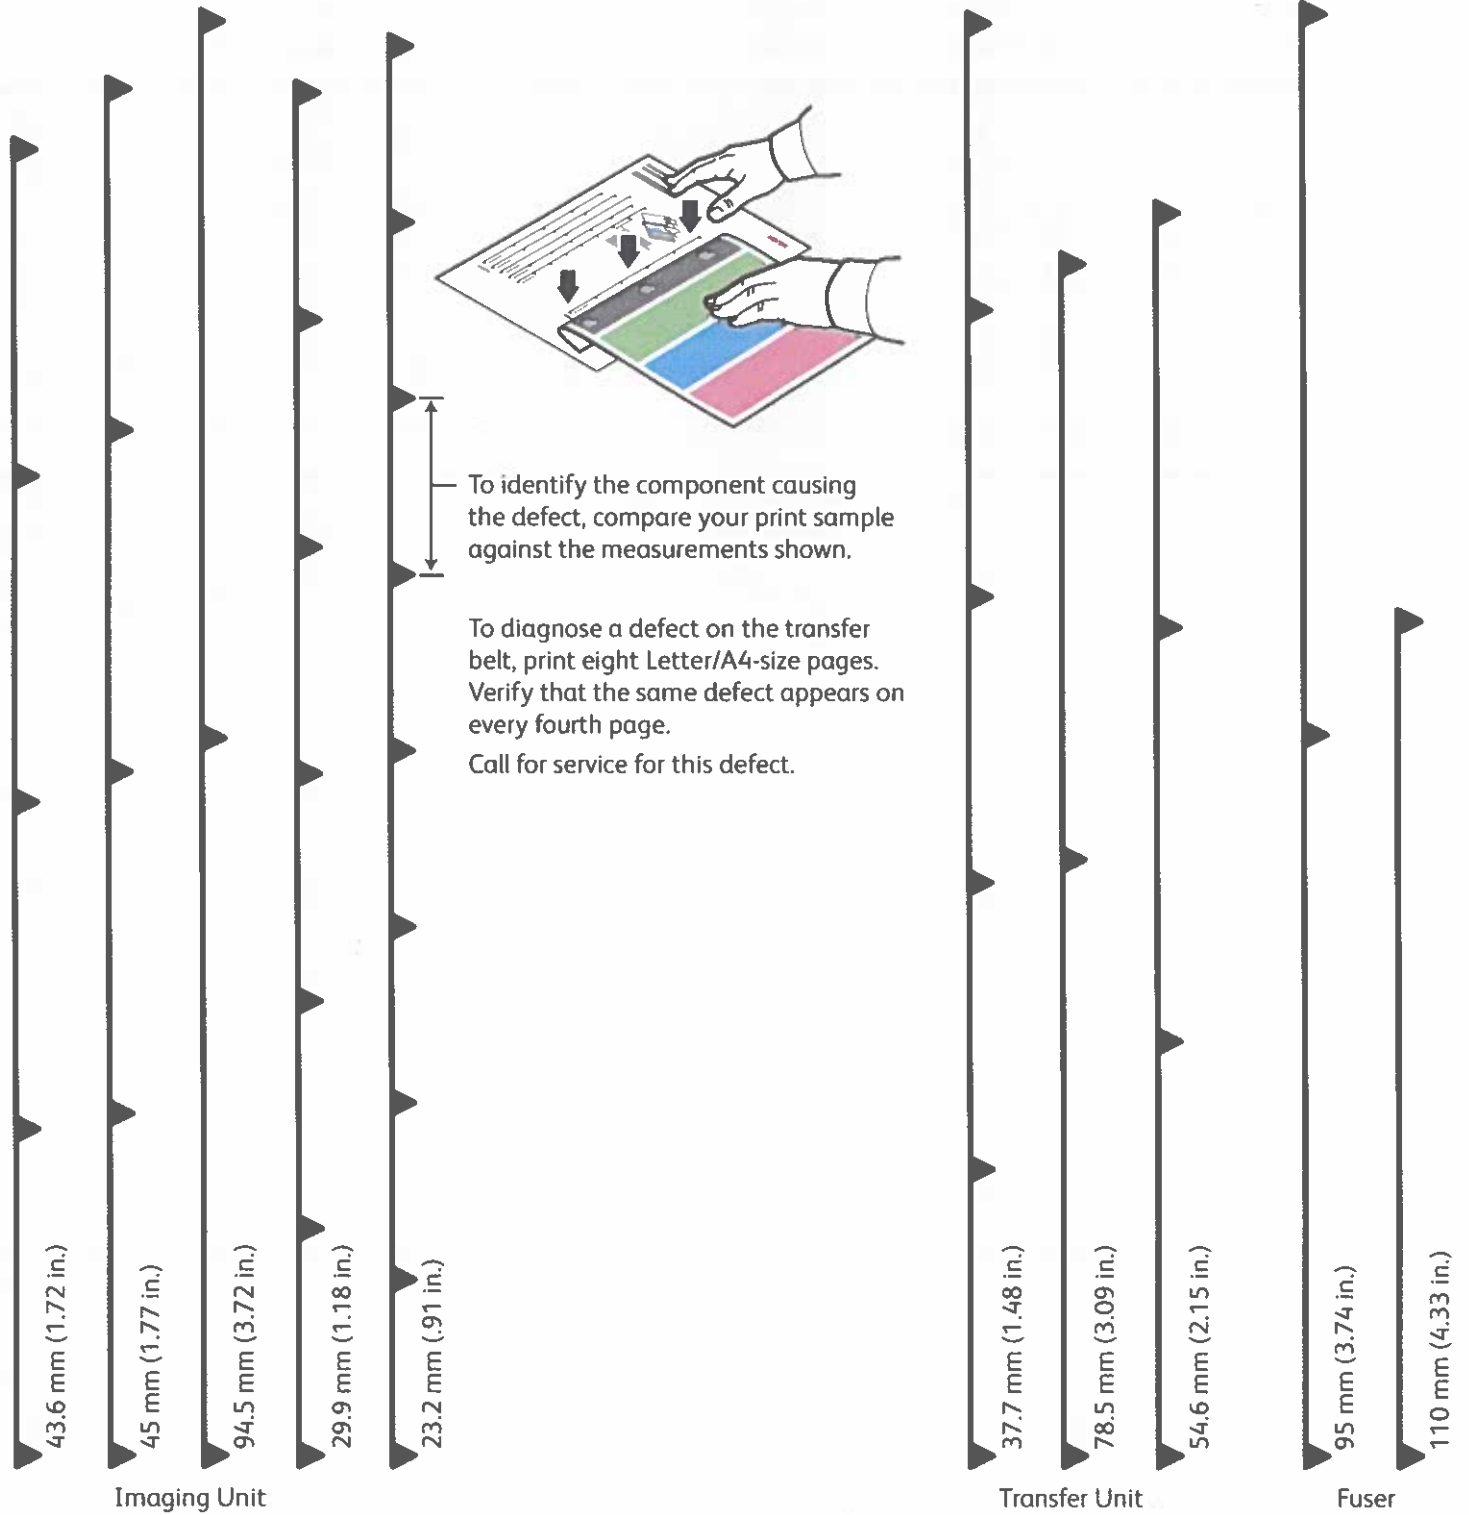 To identify the component causing
the defect, compare your print sample
against the measurements shown.
To diagnose a defect on the transfer
belt, print eight Letter/A4-size pages.
Verify that the same defect appears on
every fourth page.
Call for service for this defect.
43.6 mm (1.72 in.)
45 mm (1.77 in.)
94.5 mm (3.72 in.)
29.9 mm (1.18 in.)
23.2 mm (.91 in.)
37.7 mm (1.48 in.)
78.5 mm (3.09 in.)
54.6 mm (2.15 in.)
95 mm (3.74 in.)
110 mm (4.33 in.)
Imaging Unit
Transfer Unit
Fuser